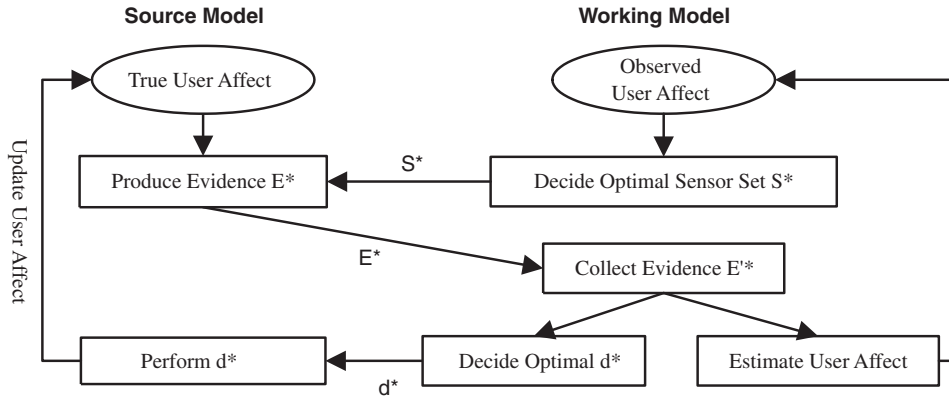 Source Model
Working Model
True User Affect
Observed
User Affect
Update User Affect
Produce Evidence E*
S*
Decide Optimal Sensor Set S*
E*
Collect Evidence E'*
Perform d*
d*
Decide Optimal d*
Estimate User Affect